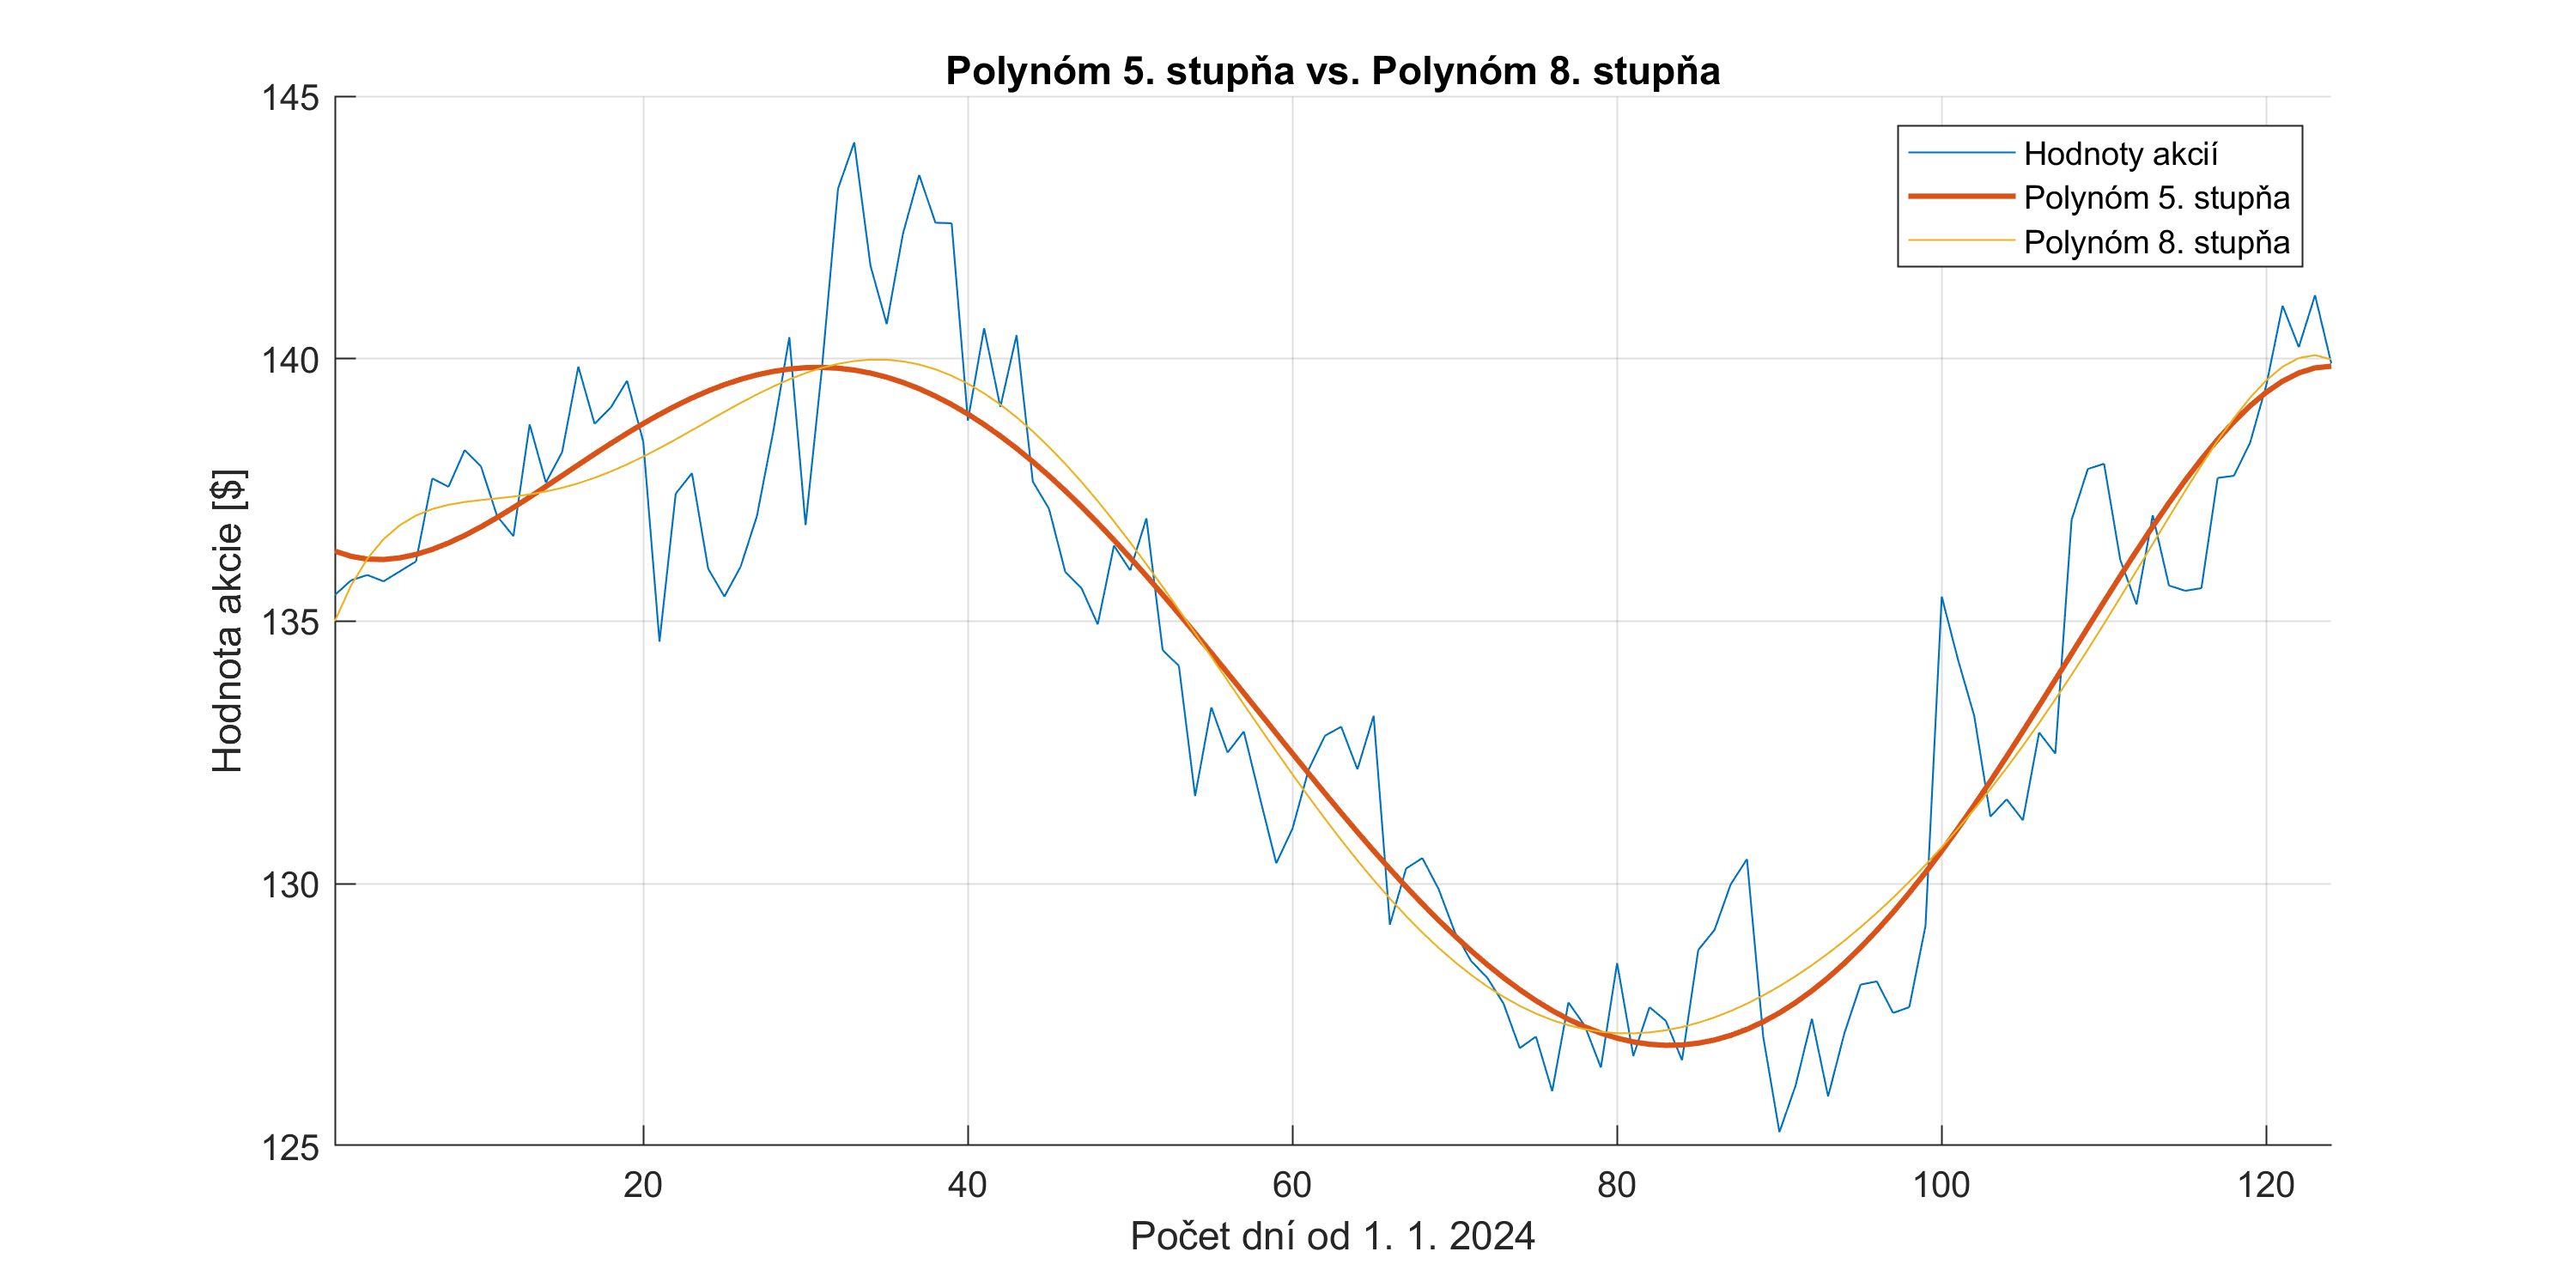 Polynóm 5. stupňa vs. Polynóm 8. stupňa
145
140
135
130
125
Hodnota akcie [$]
Hodnoty akcií
Polynóm 5. stupňa
Polynóm 8. stupňa
20 40 60 80 100 120
Počet dní od 1. 1. 2024